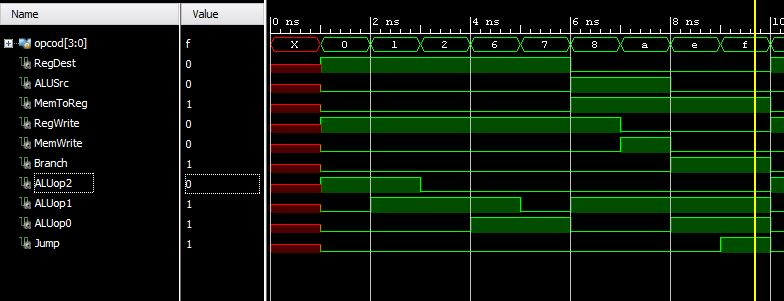 Name Value 0 ns 2 ns 4 ns 6 ns 8 ns 10
opcod[3:0] f X 0 1 2 6 7 8 a e f
RegDest 0
ALUSrc 0
MemToReg 1
RegWrite 0
MemWrite 0
Branch 1
ALUop2 0
ALUop1 1
ALUop0 1
Jump 1